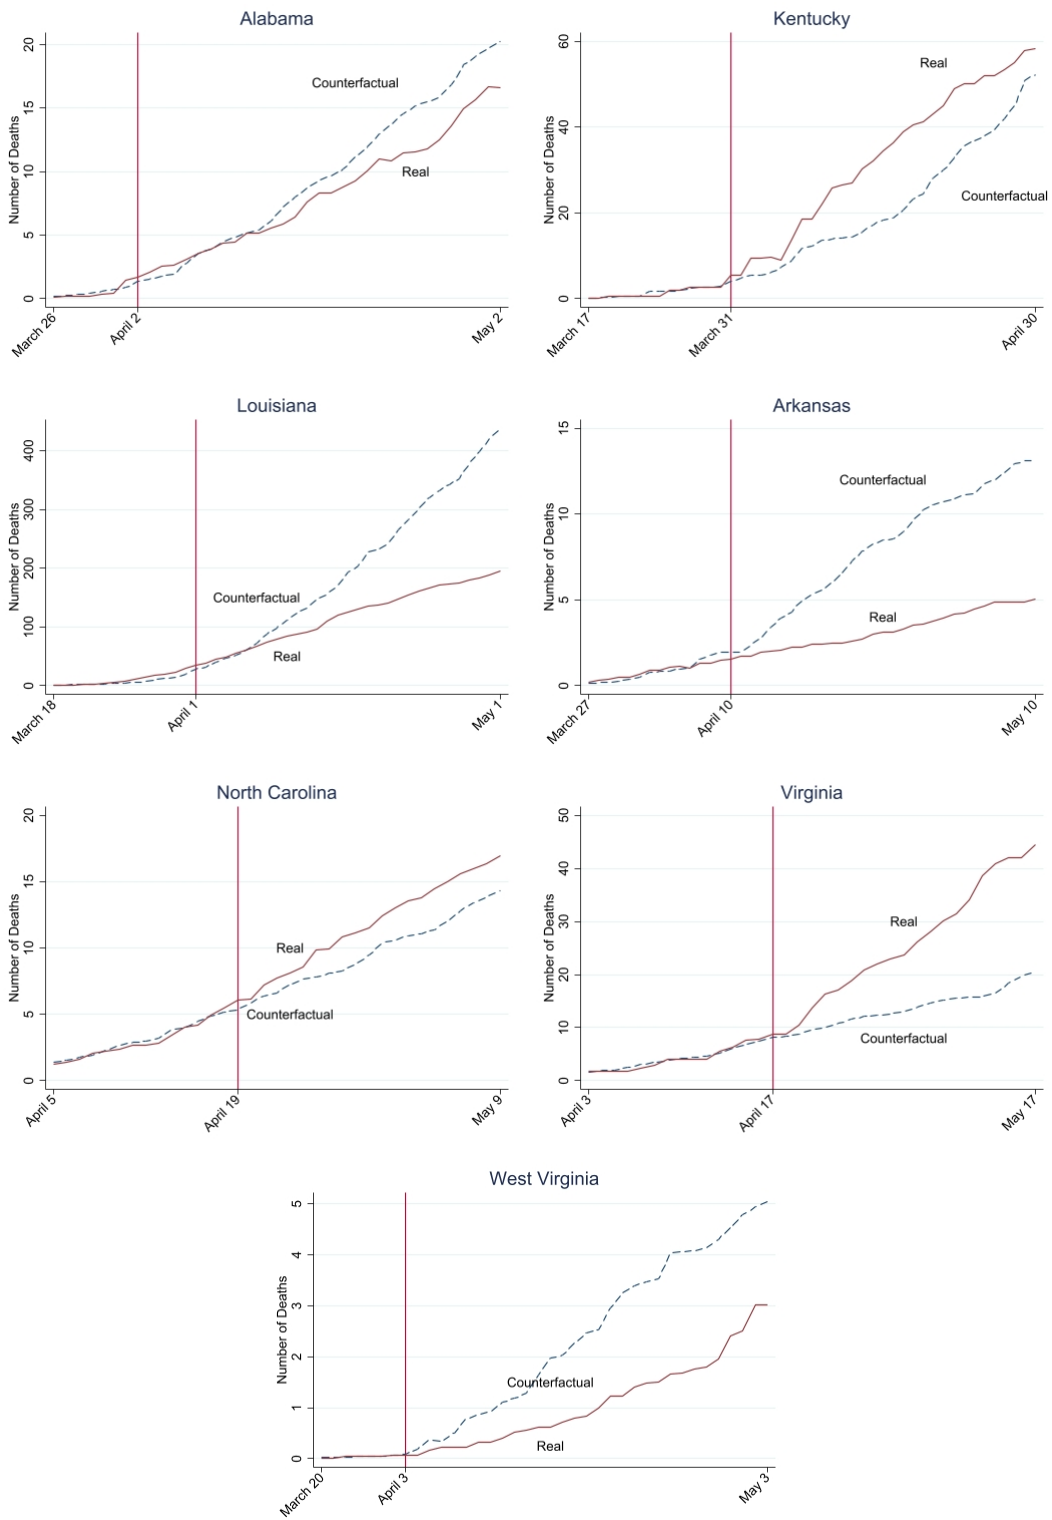 Alabama
Number of Deaths
20
15
10
5
0
Counterfactual
Real
March 26
April 2
May 2
Kentucky
Number of Deaths
60
40
20
0
Real
Counterfactual
March 17
March 31
April 30
Louisiana
Number of Deaths
400
300
200
100
0
Counterfactual
Real
March 18
April 1
May 1
Arkansas
Number of Deaths
15
10
5
0
Counterfactual
Real
March 27
April 10
May 10
North Carolina
Number of Deaths
20
15
10
5
0
Real
Counterfactual
April 5
April 19
May 9
Virginia
Number of Deaths
50
40
30
20
10
0
Real
Counterfactual
April 3
April 17
May 17
West Virginia
Number of Deaths
5
4
3
2
1
0
Counterfactual
Real
March 20
April 3
May 3